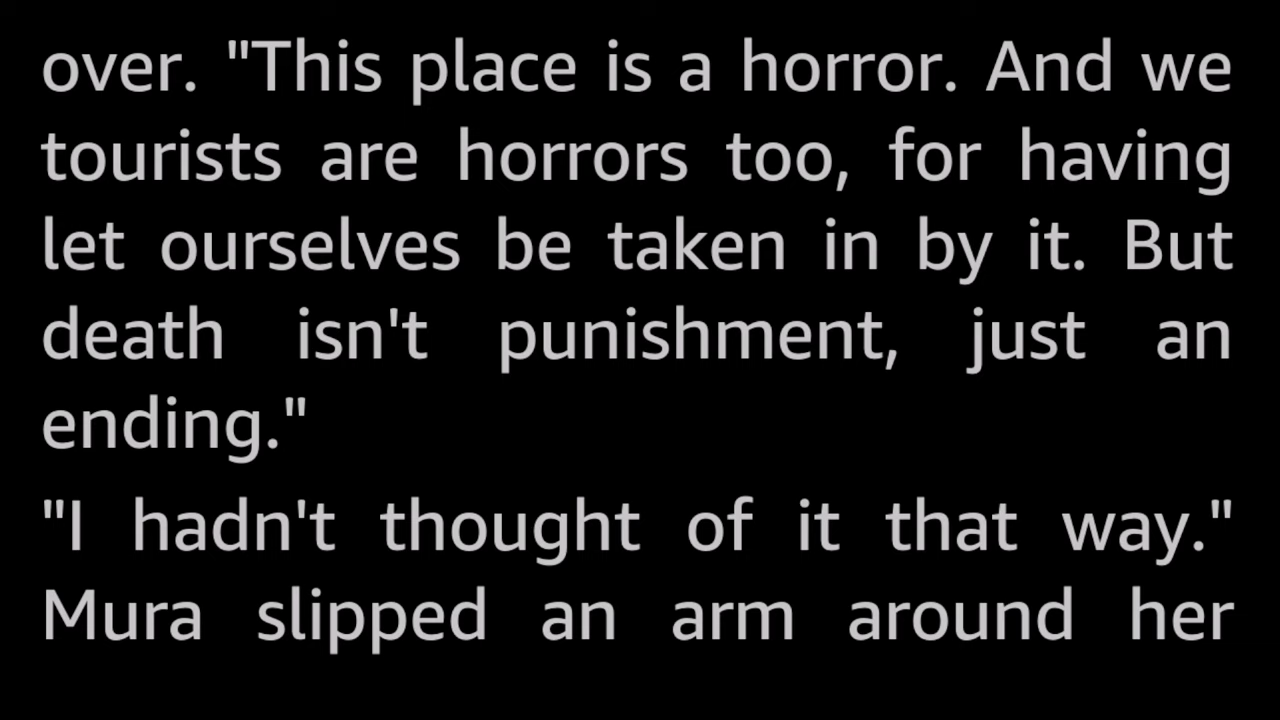 over. "This place is a horror. And we
tourists are horrors too, for having
let ourselves be taken in by it. But
death isn't punishment, just an
ending."
"I hadn't thought of it that way."
Mura slipped an arm around her